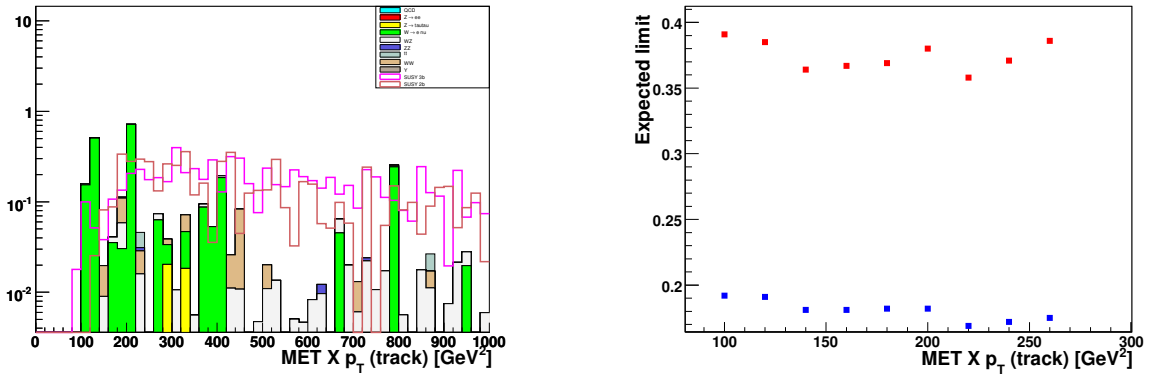 10
1
10-1
10-2
QCD
Z → ee
Z → tautau
W → e nu
WZ
ZZ
tt
WW
Y
SUSY 3b
SUSY 2b
0 100 200 300 400 500 600 700 800 900 1000
MET X pT (track) [GeV2]
Expected limit
0.4
0.35
0.3
0.25
0.2
100 150 200 250 300
MET X pT (track) [GeV2]